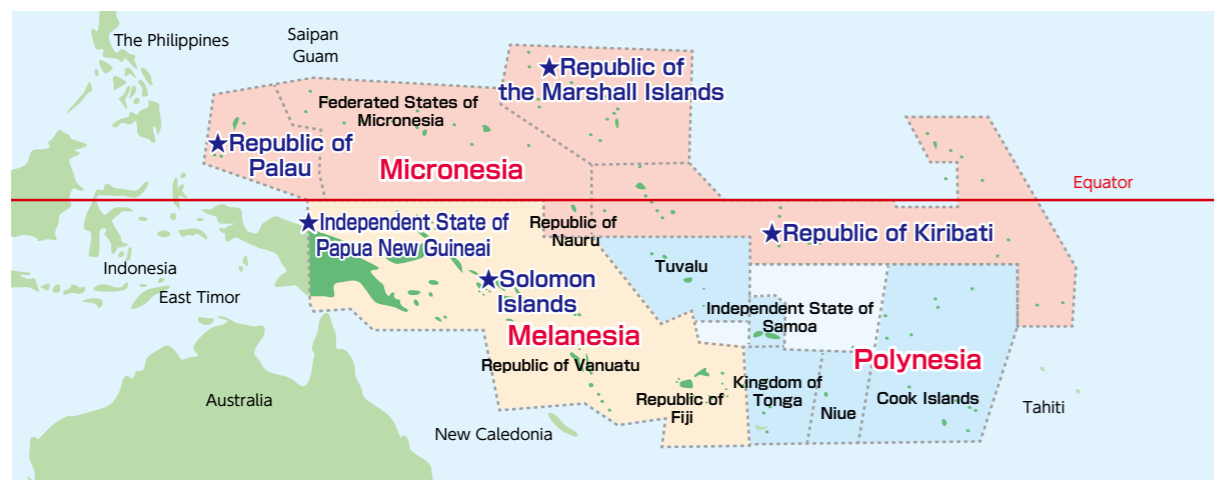 The Philippines
Saipan
Guam
★Republic of
the Marshall Islands
Federated States of
Micronesia
★Republic of
Palau
Micronesia
Equator
★Independent State of
Papua New Guineai
Republic of
Nauru
★Republic of Kiribati
Indonesia
East Timor
★Solomon
Islands
Tuvalu
Independent State of
Samoa
Melanesia
Polynesia
Republic of Vanuatu
Australia
Republic of
Fiji
Kingdom of
Tonga
Niue
Cook Islands
Tahiti
New Caledonia